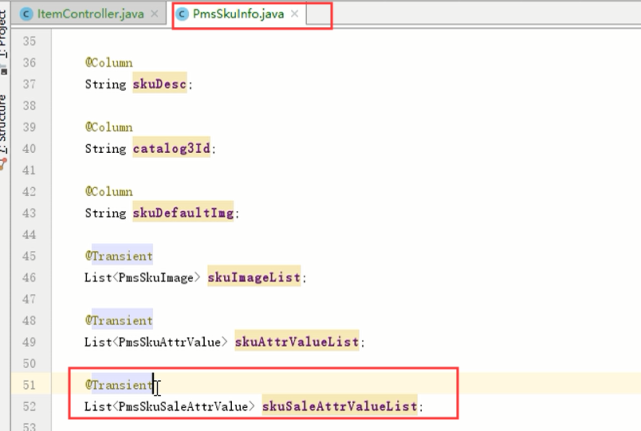 ItemController.java
PmsSkuInfo.java
1: Project
7: Structure
35
36 @Column
37 String skuDesc;
38
39 @Column
40 String catalog3Id;
41
42 @Column
43 String skuDefaultImg;
44
45 @Transient
46 List<PmsSkuImage> skuImageList;
47
48 @Transient
49 List<PmsSkuAttrValue> skuAttrValueList;
50
51 @Transient
52 List<PmsSkuSaleAttrValue> skuSaleAttrValueList;
53